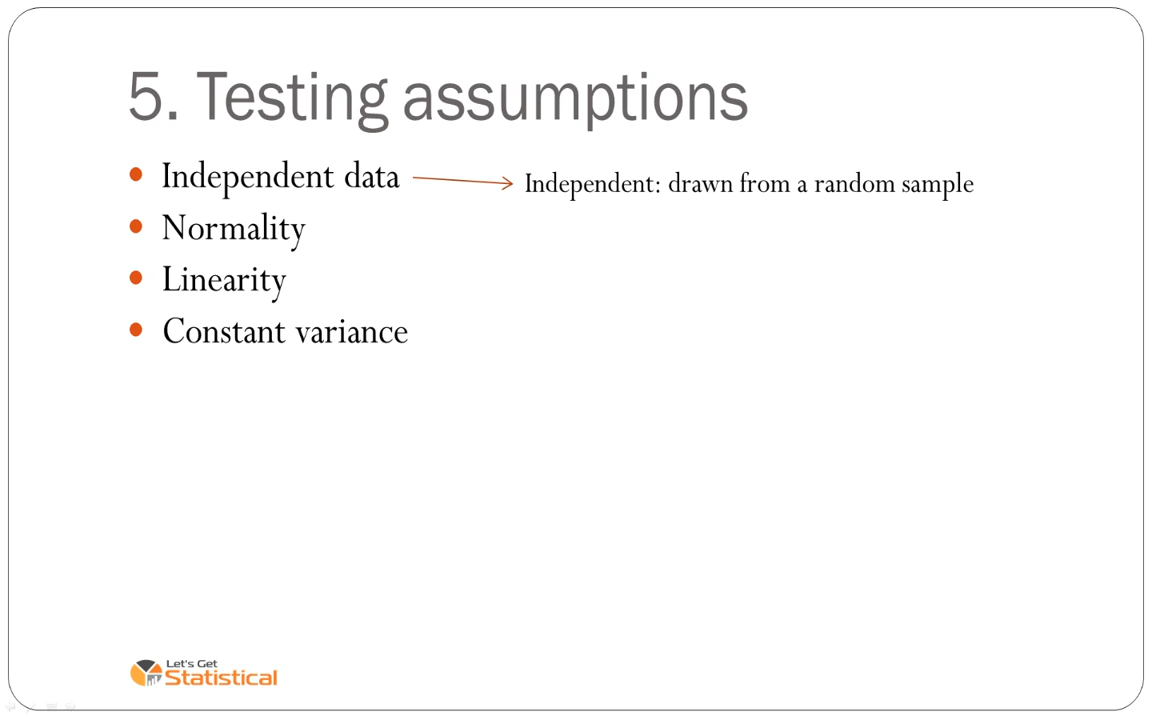 5. Testing assumptions
Independent data
Independent: drawn from a random sample
Normality
Linearity
Constant variance
Let's Get
Statistical